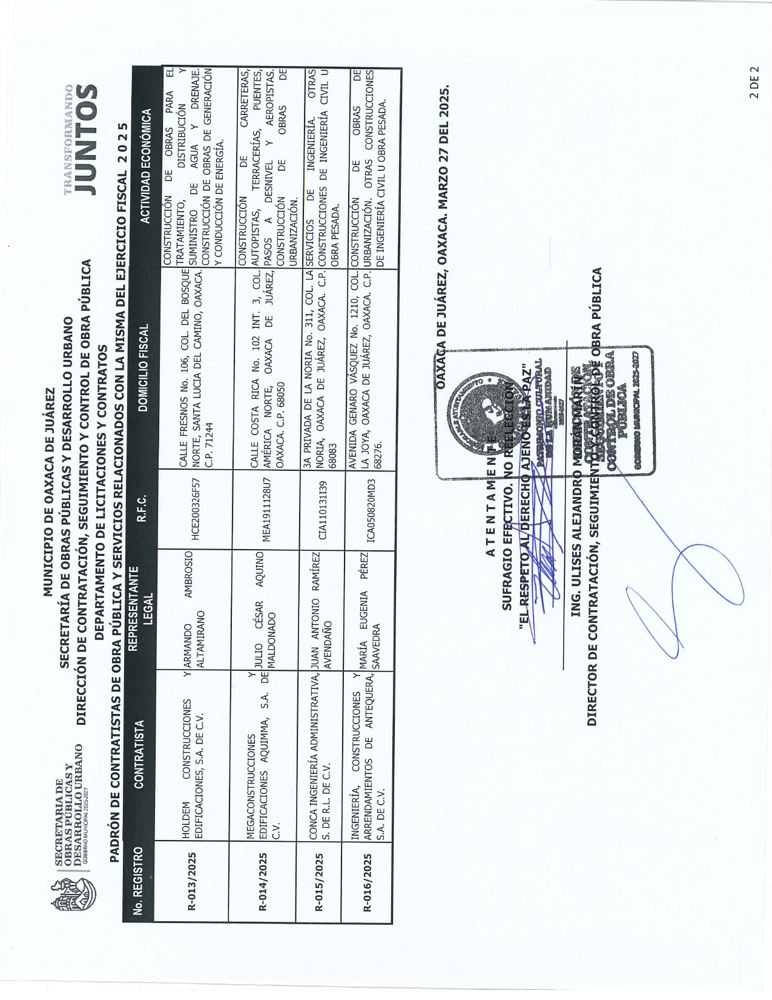 SECRETARIA DE
OBRAS PÚBLICAS Y
DESARROLLO URBANO
GOBIERNO MUNICIPAL 2025-2027
MUNICIPIO DE OAXACA DE JUÁREZ
SECRETARÍA DE OBRAS PÚBLICAS Y DESARROLLO URBANO
DIRECCIÓN DE CONTRATACIÓN, SEGUIMIENTO Y CONTROL DE OBRA PÚBLICA
DEPARTAMENTO DE LICITACIONES Y CONTRATOS
TRANSFORMANDO
JUNTOS
PADRÓN DE CONTRATISTAS DE OBRA PÚBLICA Y SERVICIOS RELACIONADOS CON LA MISMA DEL EJERCICIO FISCAL 2 0 2 5
No. REGISTRO
CONTRATISTA
REPRESENTANTE
LEGAL
R.F.C.
DOMICILIO FISCAL
ACTIVIDAD ECONÓMICA
R-013/2025
HOLDEM CONSTRUCCIONES Y
EDIFICACIONES, S.A. DE C.V.
ARMANDO AMBROSIO
ALTAMIRANO
HCE200326F57
CALLE FRESNOS No. 106, COL. DEL BOSQUE
NORTE, SANTA LUCIA DEL CAMINO, OAXACA.
C.P. 71244
CONSTRUCCIÓN DE OBRAS PARA EL
TRATAMIENTO, DISTRIBUCIÓN Y
SUMINISTRO DE AGUA Y DRENAJE.
CONSTRUCCIÓN DE OBRAS DE GENERACIÓN
Y CONDUCCIÓN DE ENERGÍA.
R-014/2025
MEGACONSTRUCCIONES Y
EDIFICACIONES AQUIMMA, S.A. DE
C.V.
JULIO CÉSAR AQUINO
MALDONADO
MEA1911128U7
CALLE COSTA RICA No. 102 INT. 3, COL.
AMÉRICA NORTE, OAXACA DE JUÁREZ,
OAXACA. C.P. 68050
CONSTRUCCIÓN DE CARRETERAS,
AUTOPISTAS, TERRACERÍAS, PUENTES,
PASOS A DESNIVEL Y AEROPISTAS.
CONSTRUCCIÓN DE OBRAS DE
URBANIZACIÓN.
R-015/2025
CONCA INGENIERÍA ADMINISTRATIVA,
S. DE R.L. DE C.V.
JUAN ANTONIO RAMÍREZ
AVENDAÑO
CIA110131I39
3A PRIVADA DE LA NORIA No. 311, COL. LA
NORIA, OAXACA DE JUÁREZ, OAXACA. C.P.
68083
SERVICIOS DE INGENIERÍA. OTRAS
CONSTRUCCIONES DE INGENIERÍA CIVIL U
OBRA PESADA.
R-016/2025
INGENIERÍA, CONSTRUCCIONES Y
ARRENDAMIENTOS DE ANTEQUERA,
S.A. DE C.V.
MARÍA EUGENIA PÉREZ
SAAVEDRA
ICA050820MD3
AVENIDA GENARO VÁSQUEZ No. 1210, COL.
LA JOYA, OAXACA DE JUÁREZ, OAXACA. C.P.
68276.
CONSTRUCCIÓN DE OBRAS DE
URBANIZACIÓN. OTRAS CONSTRUCCIONES
DE INGENIERÍA CIVIL U OBRA PESADA.
OAXACA DE JUÁREZ, OAXACA. MARZO 27 DEL 2025.
A T E N T A M E N T E
SUFRAGIO EFECTIVO. NO REELECCIÓN
"EL RESPETO AL DERECHO AJENO ES LA PAZ"
ING. ULISES ALEJANDRO MORÁN MARÍN
DIRECTOR DE CONTRATACIÓN, SEGUIMIENTO Y CONTROL DE OBRA PÚBLICA
PATRIMONIO CULTURAL
DE LA HUMANIDAD
CONTROL DE OBRA
PÚBLICA
GOBIERNO MUNICIPAL 2025-2027
2 DE 2